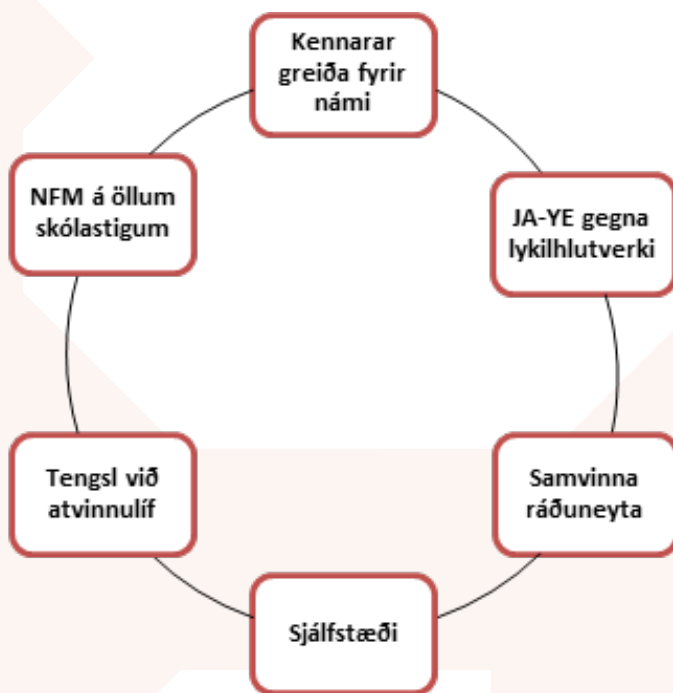 Kennarar
greiða fyrir
námi
JA-YE gegna
lykilhlutverki
Samvinna
ráðuneyta
Sjálfstæði
Tengsl við
atvinnulíf
NFM á öllum
skólastigum